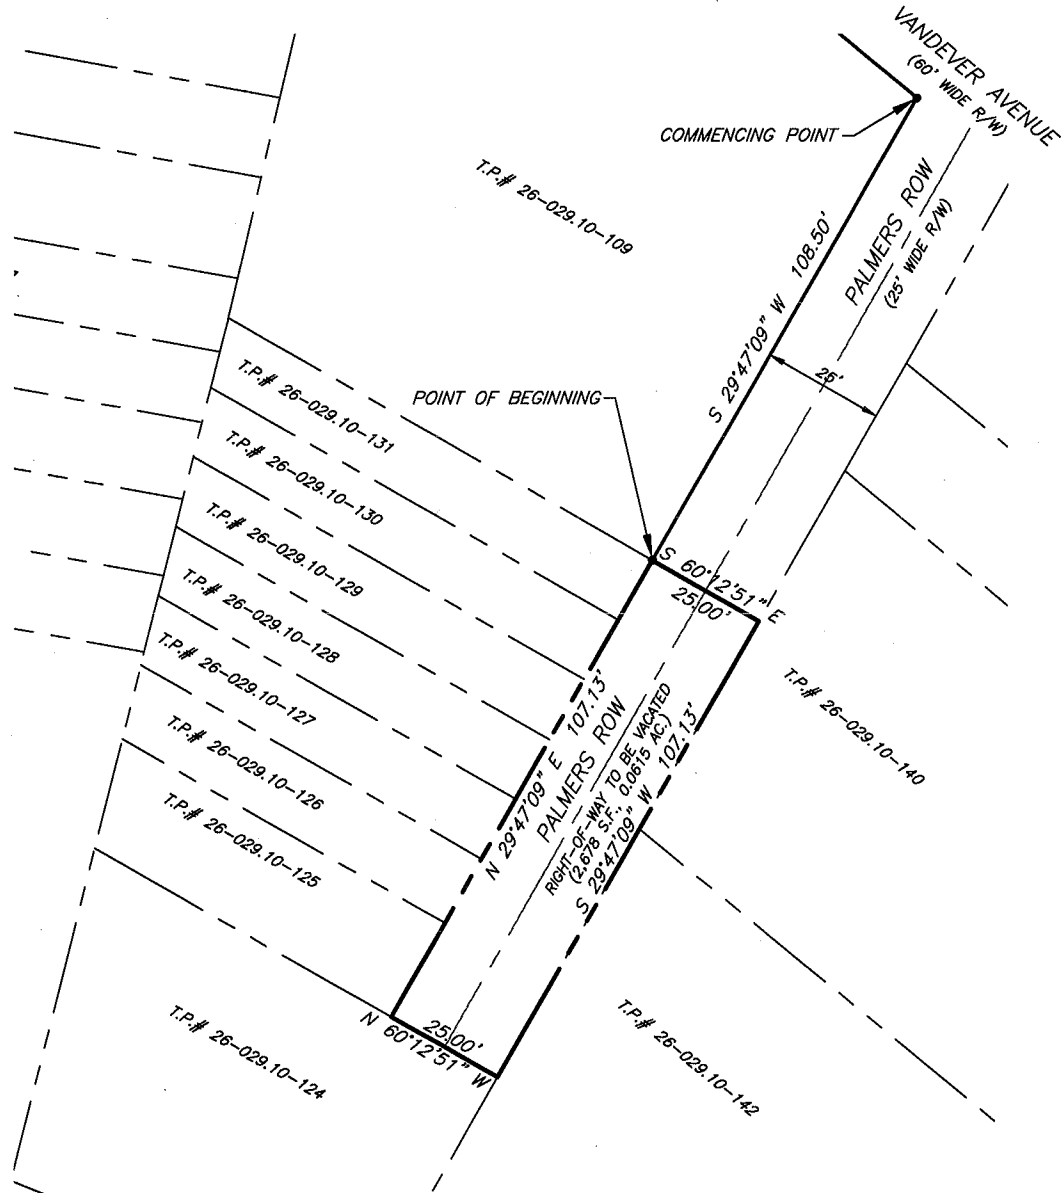 VANDEVER AVENUE
(60' WIDE R/W)
COMMENCING POINT
PALMERS ROW
(25' WIDE R/W)
T.P.# 26-029.10-109
S 29°47'09" W 108.50'
25'
POINT OF BEGINNING
T.P.# 26-029.10-131
T.P.# 26-029.10-130
T.P.# 26-029.10-129
T.P.# 26-029.10-128
T.P.# 26-029.10-127
T.P.# 26-029.10-126
T.P.# 26-029.10-125
S 60°12'51" E
25.00'
N 29°47'09" E 107.13'
PALMERS ROW
RIGHT-OF-WAY TO BE VACATED
(2,678 S.F., 0.0615 AC.)
S 29°47'09" W 107.13'
T.P.# 26-029.10-140
25.00'
N 60°12'51" W
T.P.# 26-029.10-124
T.P.# 26-029.10-142